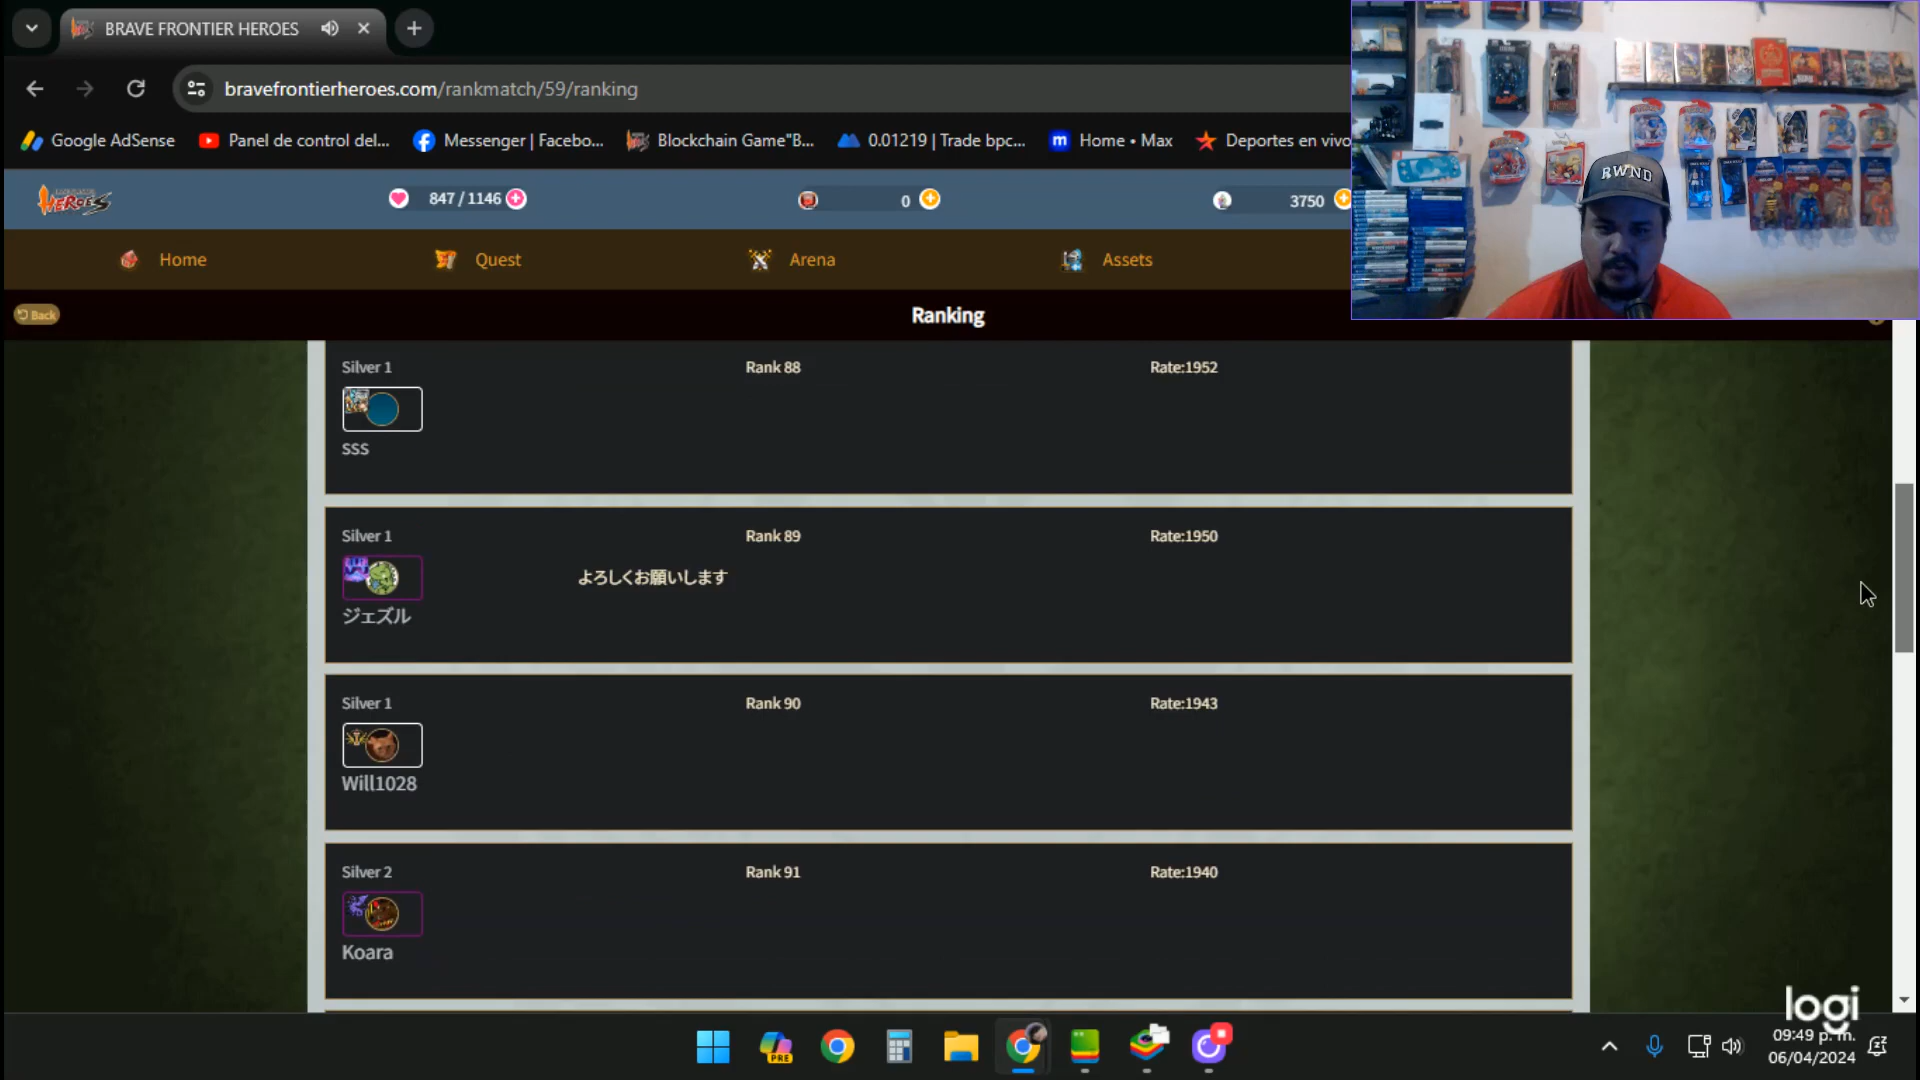 BRAVE FRONTIER HEROES
bravefrontierheroes.com/rankmatch/59/ranking
Google AdSense
Panel de control del...
Messenger | Facebo...
Blockchain Game"B...
0.01219 | Trade bpc...
m Home • Max
Deportes en vivo
HEROES
847 / 1146
0
3750
Home
Quest
Arena
Assets
Back
Ranking
RWND
Silver 1 Rank 88 Rate:1952
sss
Silver 1 Rank 89 Rate:1950
よろしくお願いします
ジェズル
Silver 1 Rank 90 Rate:1943
Will1028
Silver 2 Rank 91 Rate:1940
Koara
logi
PRE
09:49 p. m.
06/04/2024